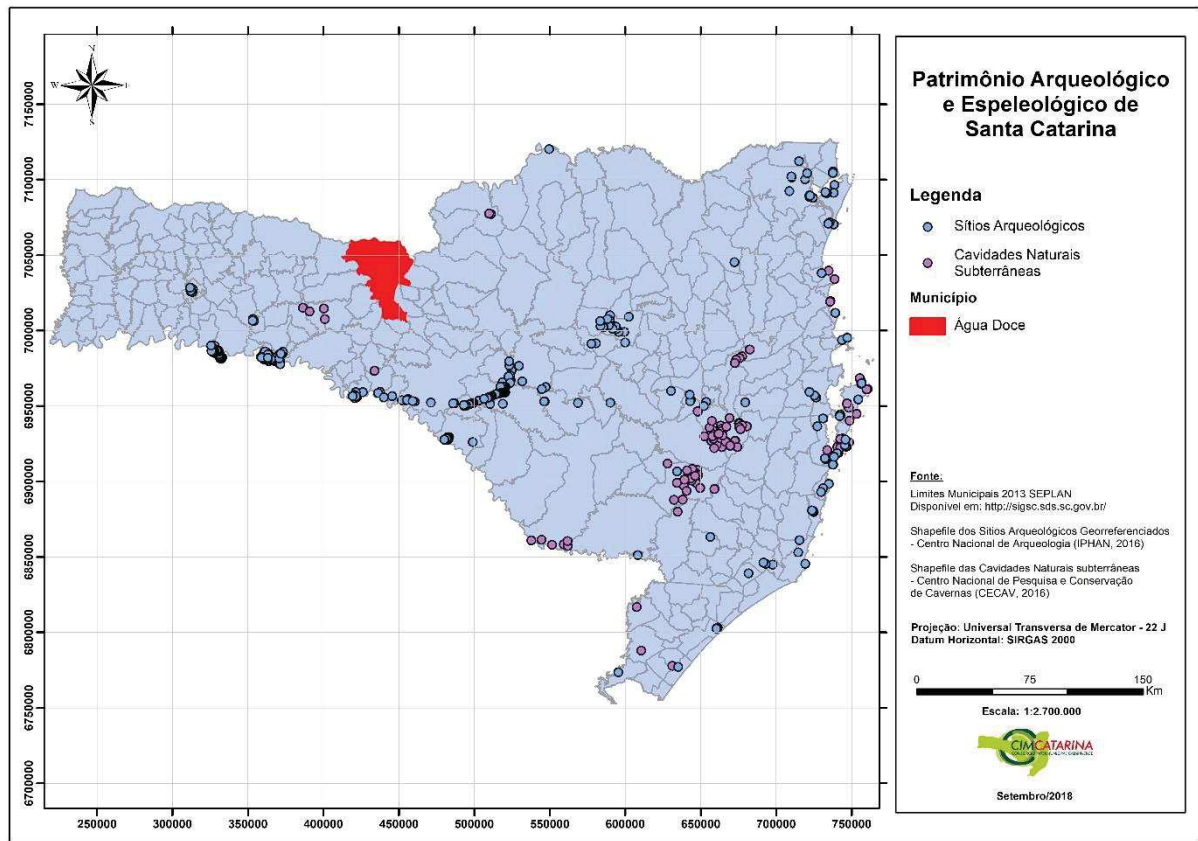 Patrimônio Arqueológico
e Espeleológico de
Santa Catarina
Legenda
Sítios Arqueológicos
Cavidades Naturais
Subterrâneas
Município
Água Doce
Fonte:
Limites Municipais 2013 SEPLAN
Disponível em: http://sigsc.sds.sc.gov.br/
Shapefile dos Sitios Arqueológicos Georreferenciados
- Centro Nacional de Arqueologia (IPHAN, 2016)
Shapefile das Cavidades Naturais subterrâneas
- Centro Nacional de Pesquisa e Conservação
de Cavernas (CECAV, 2016)
Projeção: Universal Transversa de Mercator - 22 J
Datum Horizontal: SIRGAS 2000
0 75 150
Km
Escala: 1:2.700.000
CIMCATARINA
Setembro/2018
N
W E
S
7150000
7100000
7050000
7000000
6950000
6900000
6850000
6800000
6750000
6700000
250000 300000 350000 400000 450000 500000 550000 600000 650000 700000 750000